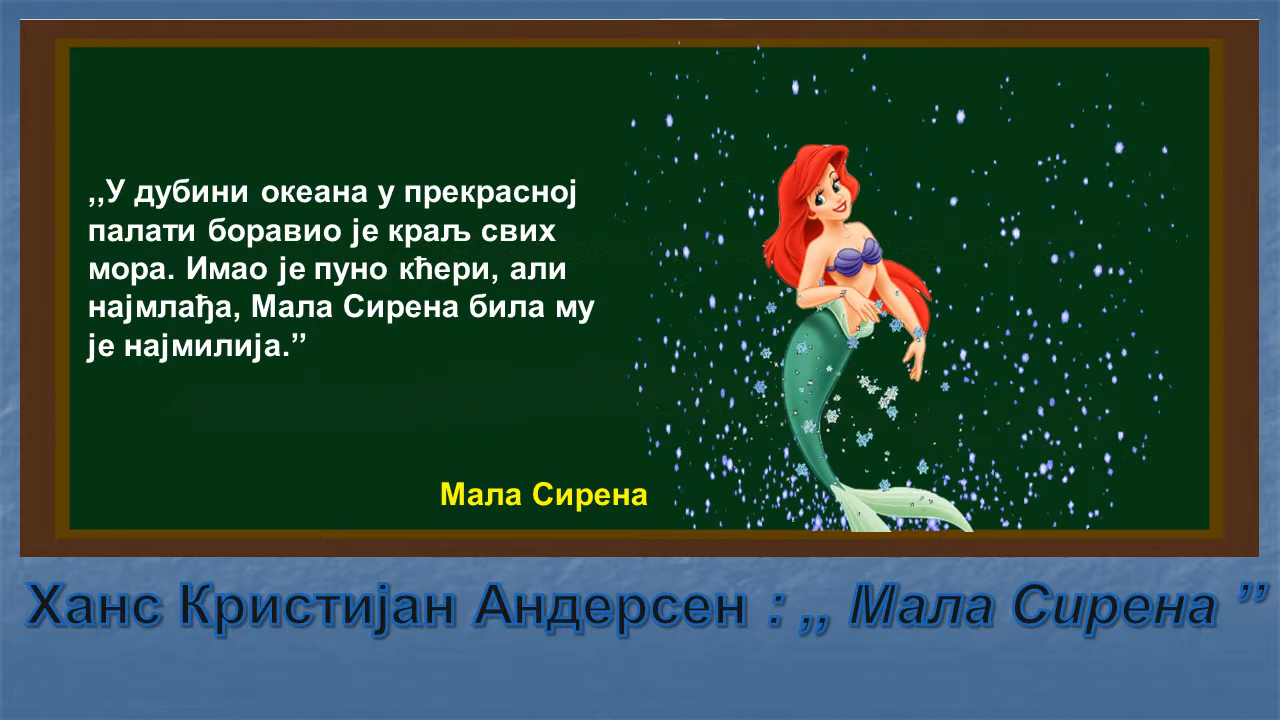 ,,У дубини океана у прекрасној
палати боравио је краљ свих
мора. Имао је пуно кћери, али
најмлађа, Мала Сирена била му
је најмилија.’’
Мала Сирена
Ханс Кристијан Андерсен : ,, Мала Сирена ’’